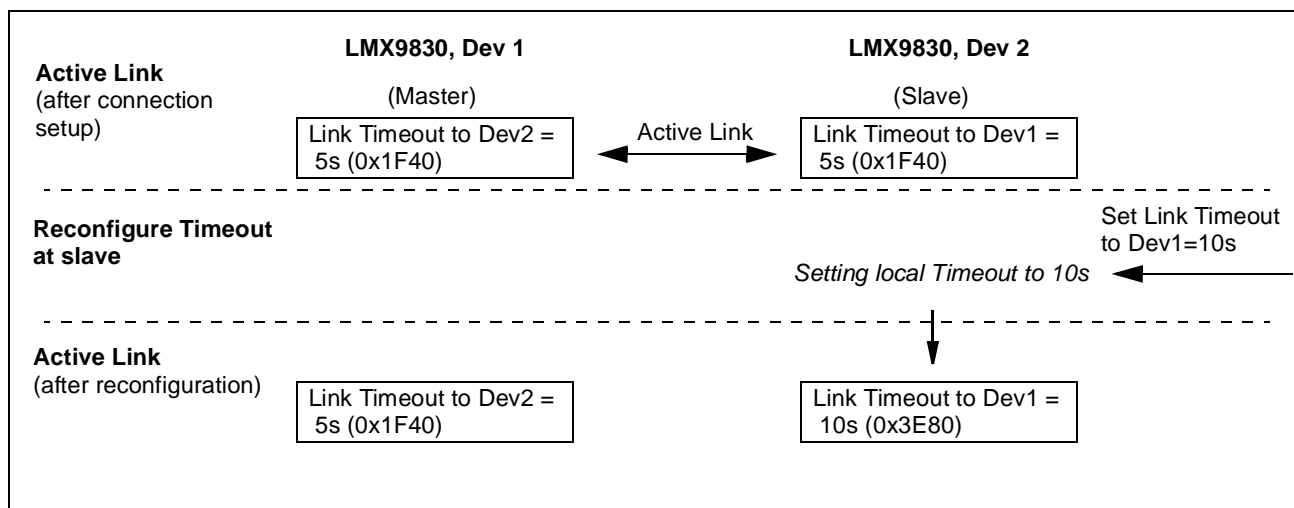 LMX9830, Dev 1
LMX9830, Dev 2
Active Link
(after connection
setup)
(Master)
(Slave)
Link Timeout to Dev2 =
5s (0x1F40)
Active Link
Link Timeout to Dev1 =
5s (0x1F40)
Reconfigure Timeout
at slave
Set Link Timeout
to Dev1=10s
Setting local Timeout to 10s
Active Link
(after reconfiguration)
Link Timeout to Dev2 =
5s (0x1F40)
Link Timeout to Dev1 =
10s (0x3E80)